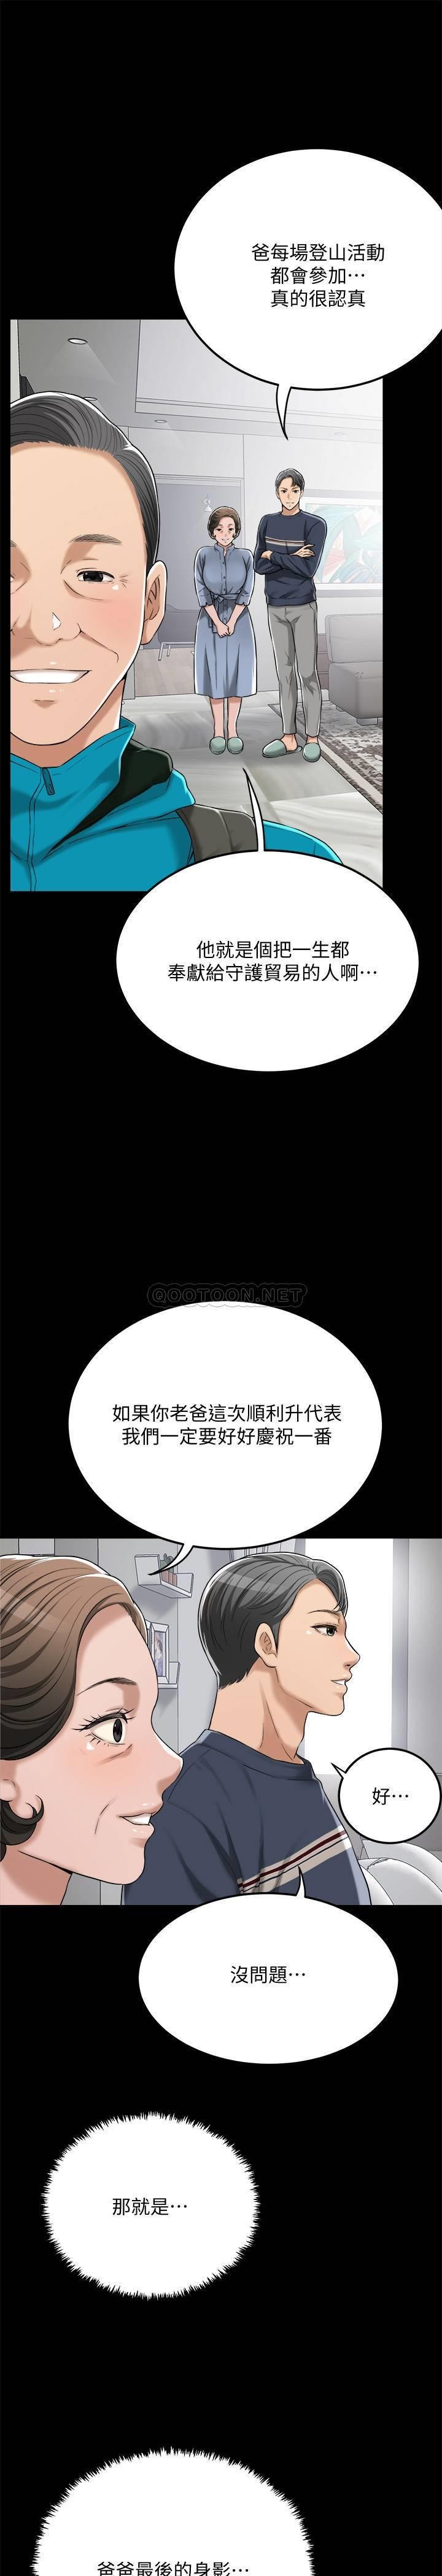 爸每場登山活動
都會參加…
真的很認真
他就是個把一生都
奉獻給守護貿易的人啊…
QOOTOON.NET
如果你老爸這次順利升代表
我們一定要好好慶祝一番
好…
沒問題…
那就是…
爸爸最後的身影…